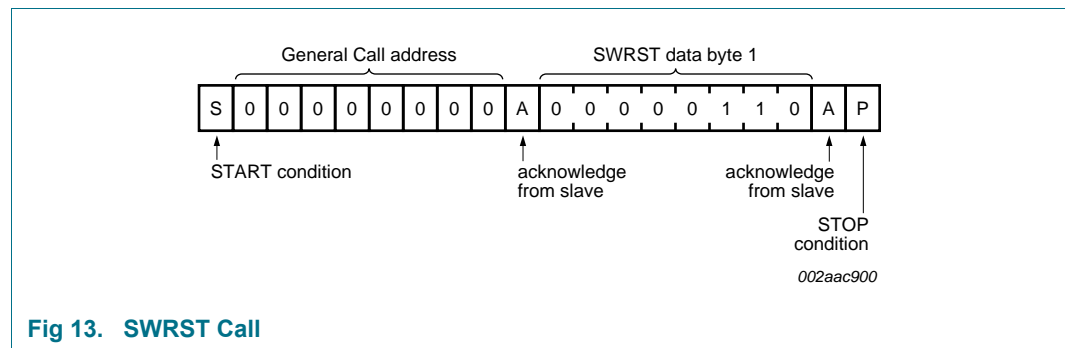 General Call address SWRST data byte 1
S 0 0 0 0 0 0 0 0 A 0 0 0 0 0 1 1 0 A P
START condition
acknowledge
from slave
acknowledge
from slave
STOP
condition
002aac900
Fig 13. SWRST Call